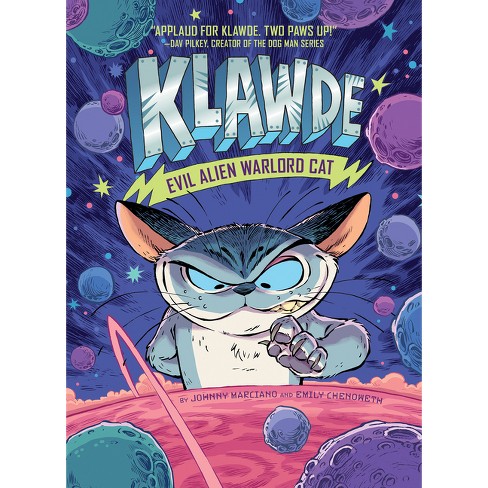 "APPLAUD FOR KLAWDE. TWO PAWS UP!"
—DAV PILKEY, CREATOR OF THE DOG MAN SERIES
KLAWDE
EVIL ALIEN WARLORD CAT
BY JOHNNY MARCIANO AND EMILY CHENOWETH